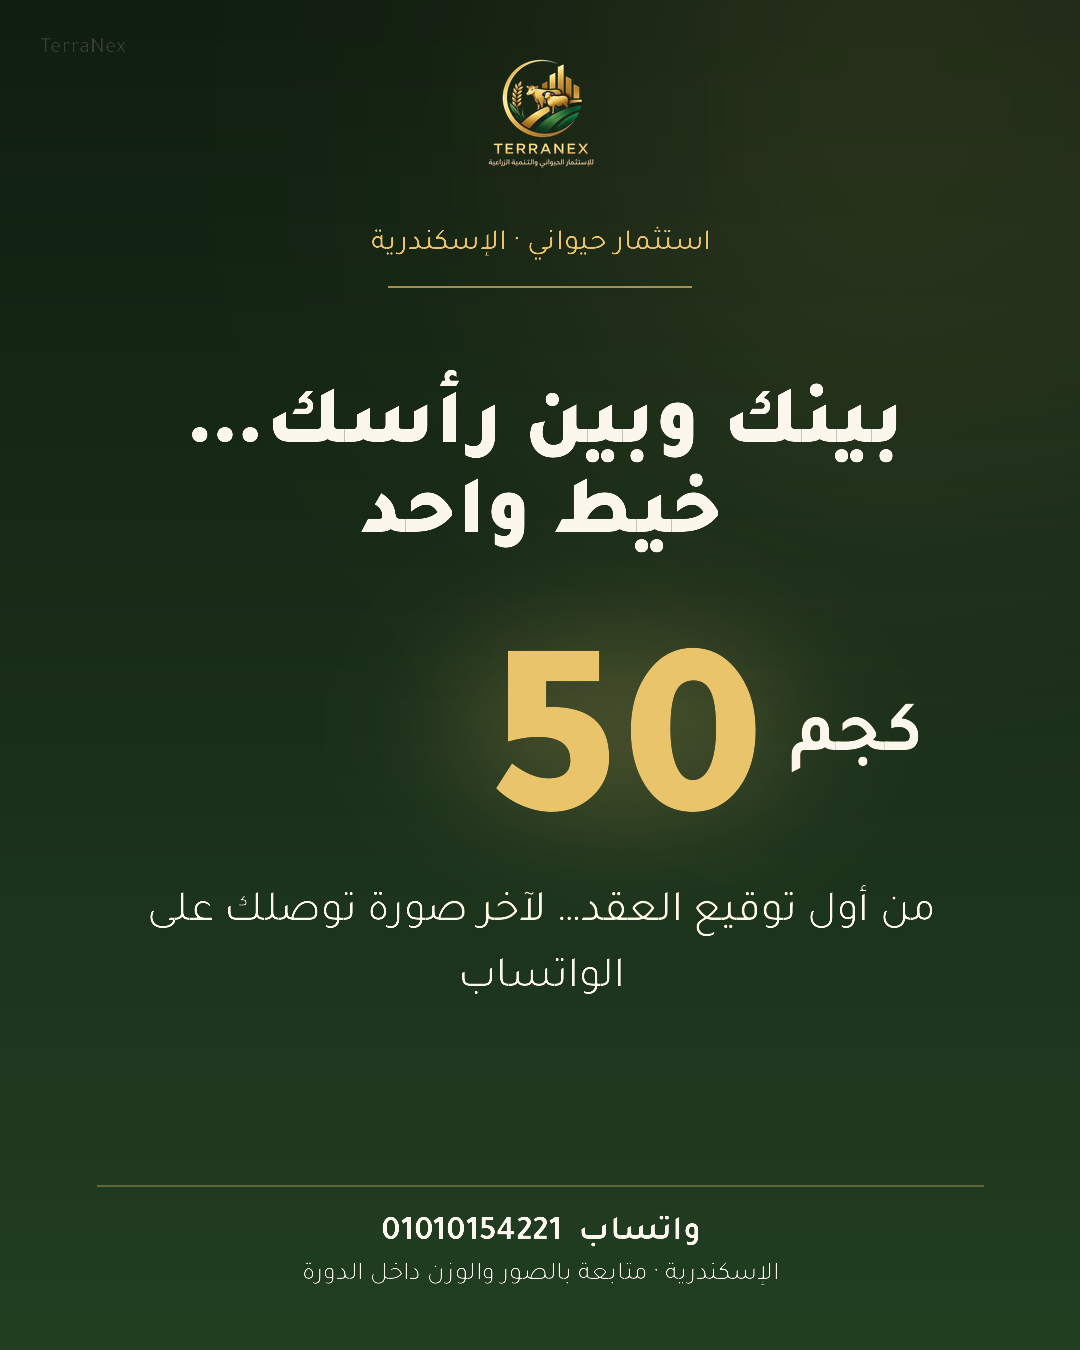 TerraNex
TERRANEX
للإستثمار الحيواني والتنمية الزراعية
استثمار حيواني · الإسكندرية
بينك وبين رأسك...
خيط واحد
كجم 50
من أول توقيع العقد... لآخر صورة توصلك على
الواتساب
واتساب 01010154221
الإسكندرية · متابعة بالصور والوزن داخل الدورة